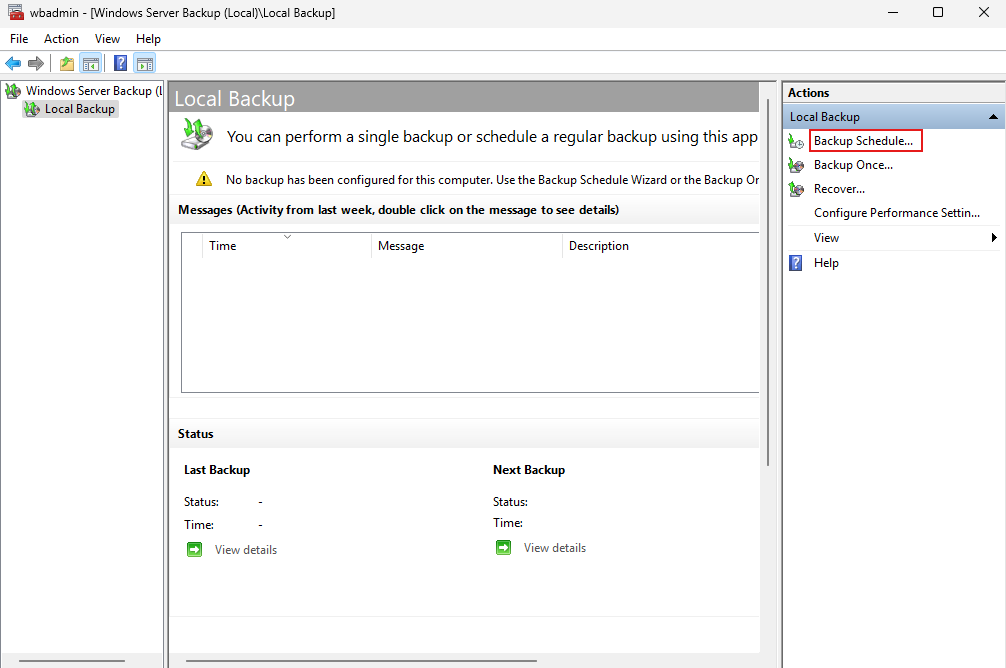 wbadmin - [Windows Server Backup (Local)\Local Backup]
File Action View Help
Windows Server Backup (L
Local Backup
Local Backup
You can perform a single backup or schedule a regular backup using this app
No backup has been configured for this computer. Use the Backup Schedule Wizard or the Backup Or
Messages (Activity from last week, double click on the message to see details)
Time Message Description
Status
Last Backup
Status: -
Time: -
View details
Next Backup
Status:
Time:
View details
Actions
Local Backup
Backup Schedule...
Backup Once...
Recover...
Configure Performance Settin...
View
Help